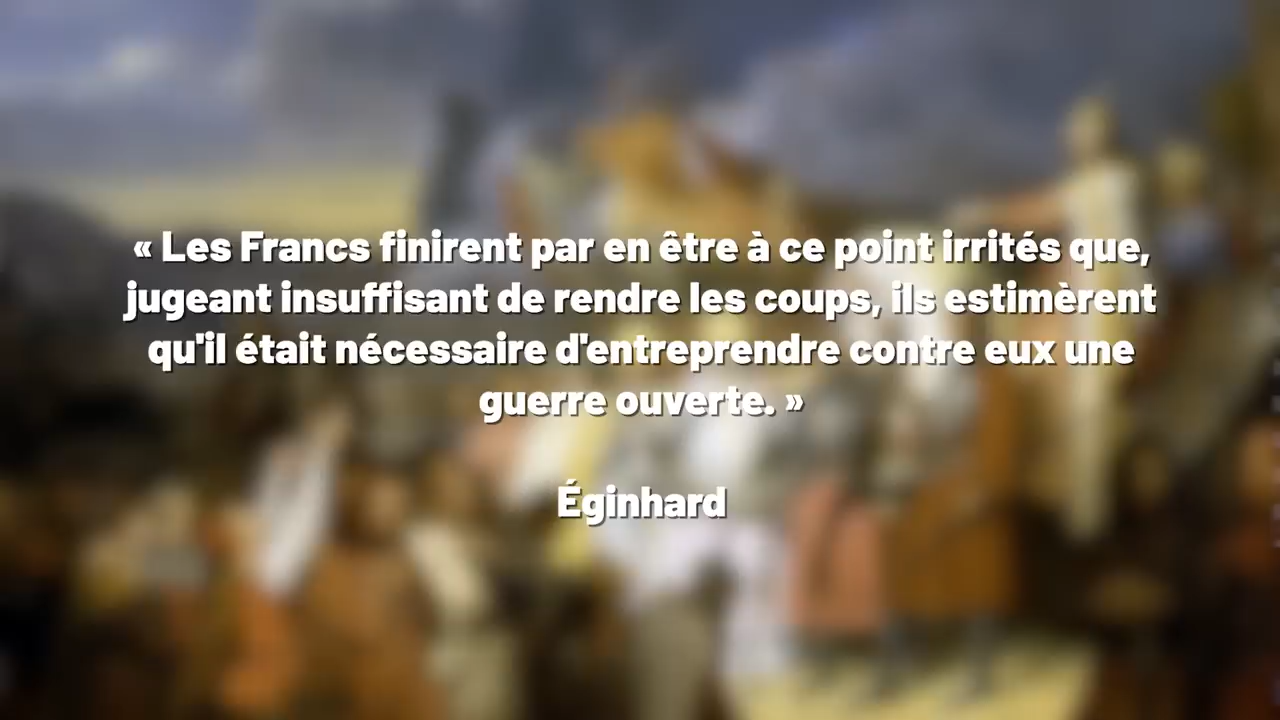 « Les Francs finirent par en être à ce point irrités que,
jugeant insuffisant de rendre les coups, ils estimèrent
qu'il était nécessaire d'entreprendre contre eux une
guerre ouverte. »
Éginhard